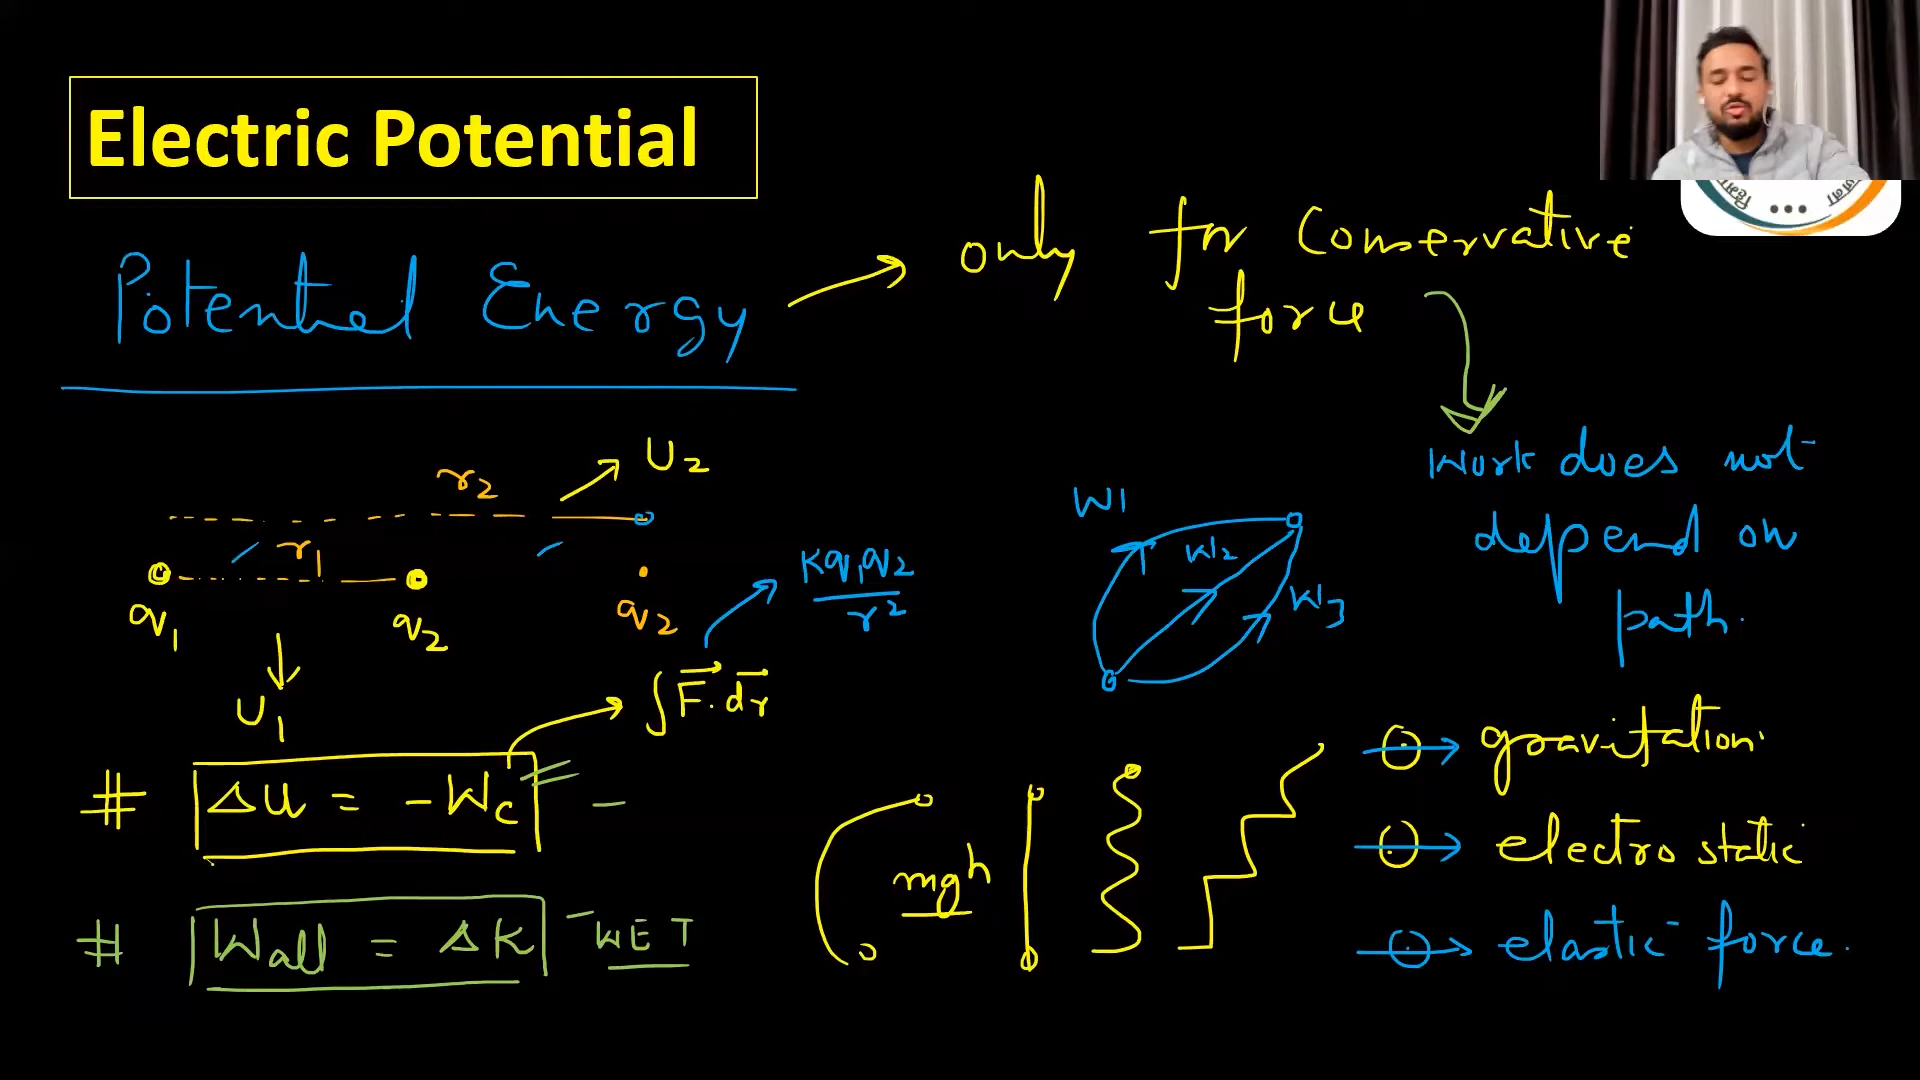 Electric Potential
Potential Energy → only for Conservative
force
Work does not
depend on
path.
r2
U2
r1
q1
q2
q2
U1
Kq1q2
r²
∫ F⃗ . dr⃗
W1
W2
W3
# ΔU = -Wc
# Wall = ΔK - WET
mgh
→ gravitation
→ electrostatic
→ elastic force.